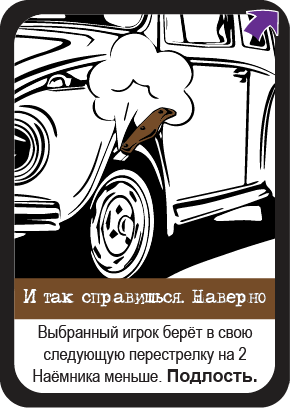 И так справишься. Наверно
Выбранный игрок берёт в свою
следующую перестрелку на 2
Наёмника меньше. Подлость.